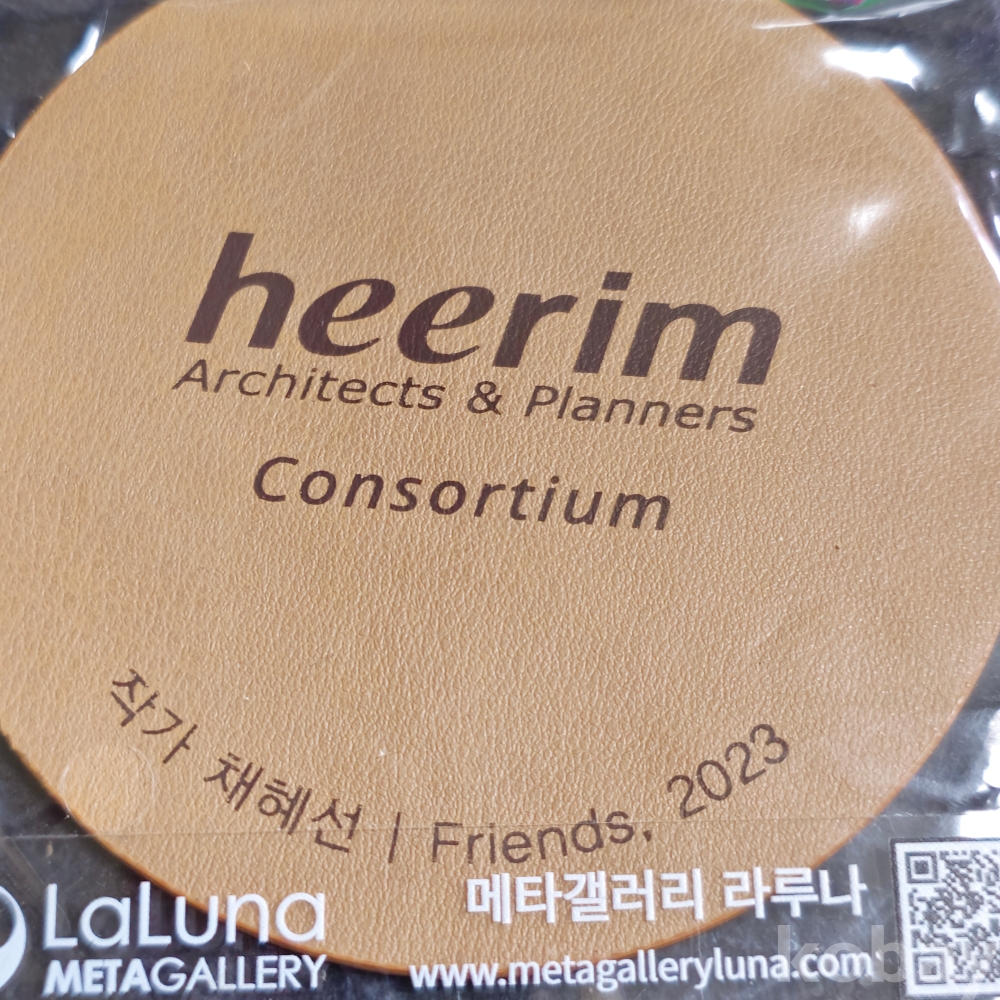 heerim
Architects & Planners
Consortium
작가 채혜선 | Friends, 2023
LaLuna
METAGALLERY
메타갤러리 라루나
www.metagalleryluna.com